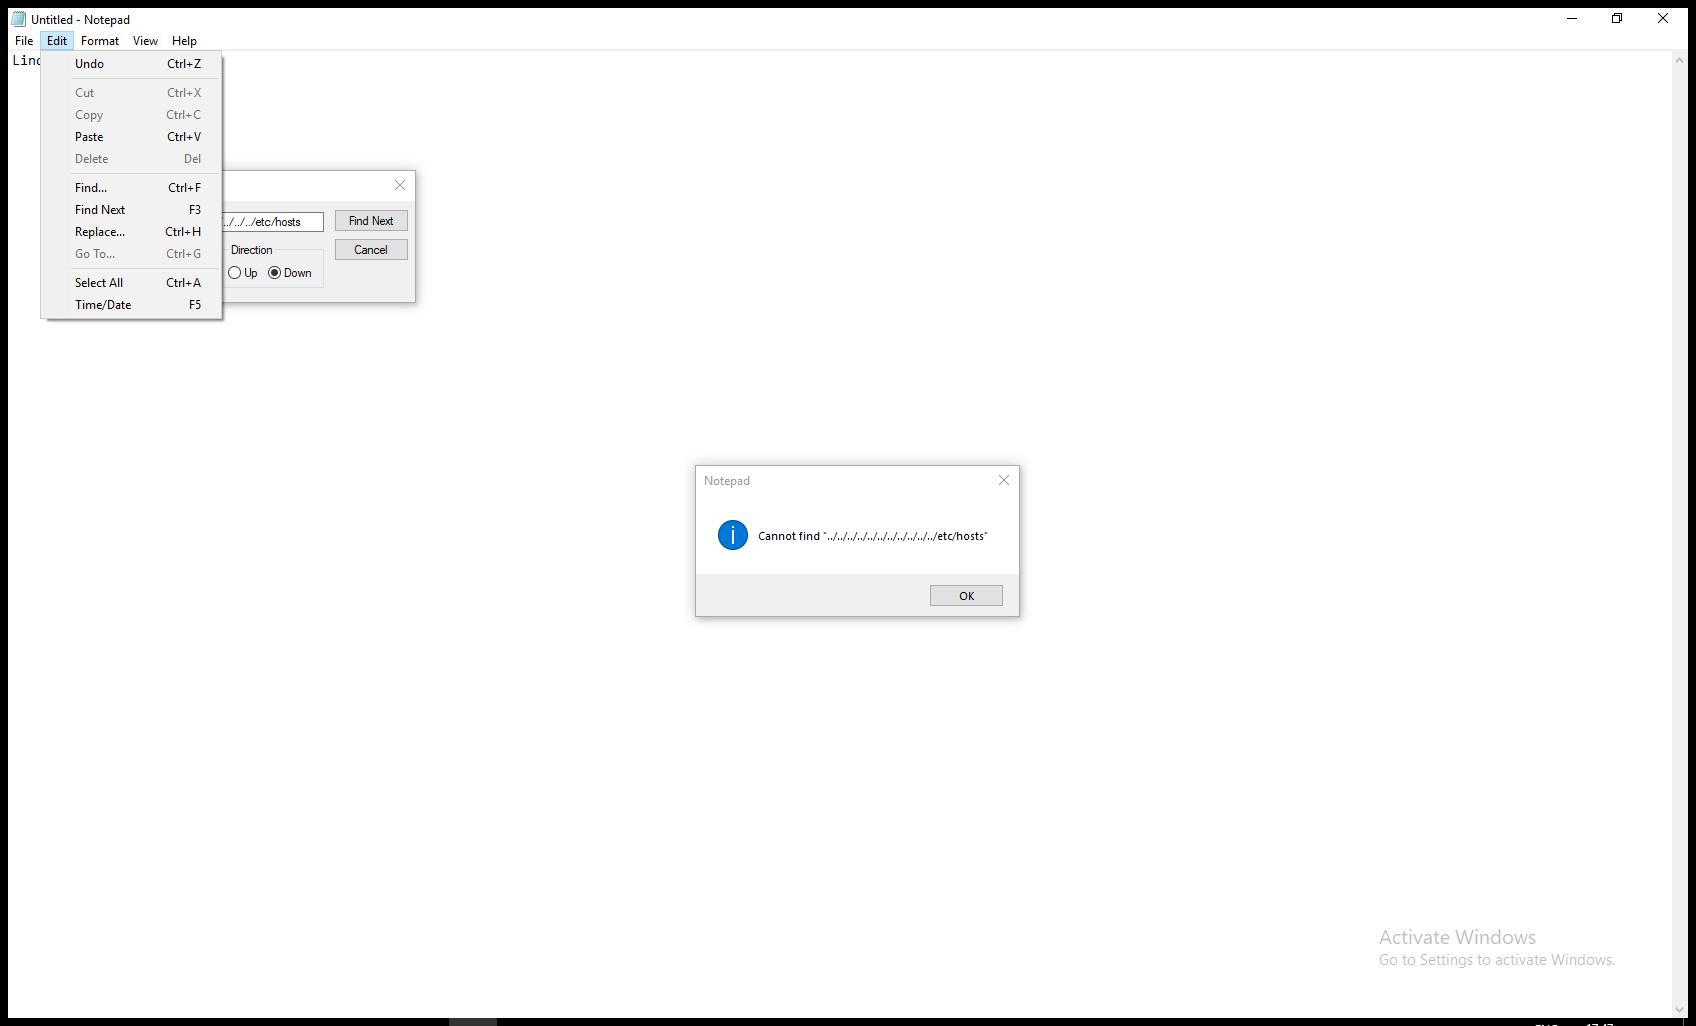 Untitled - Notepad
File Edit Format View Help
Undo Ctrl+Z
Cut Ctrl+X
Copy Ctrl+C
Paste Ctrl+V
Delete Del
Find... Ctrl+F
Find Next F3
Replace... Ctrl+H
Go To... Ctrl+G
Select All Ctrl+A
Time/Date F5
../../../etc/hosts
Find Next
Direction
Cancel
Up Down
Notepad
Cannot find "../../../../../../../../../../../etc/hosts"
OK
Activate Windows
Go to Settings to activate Windows.